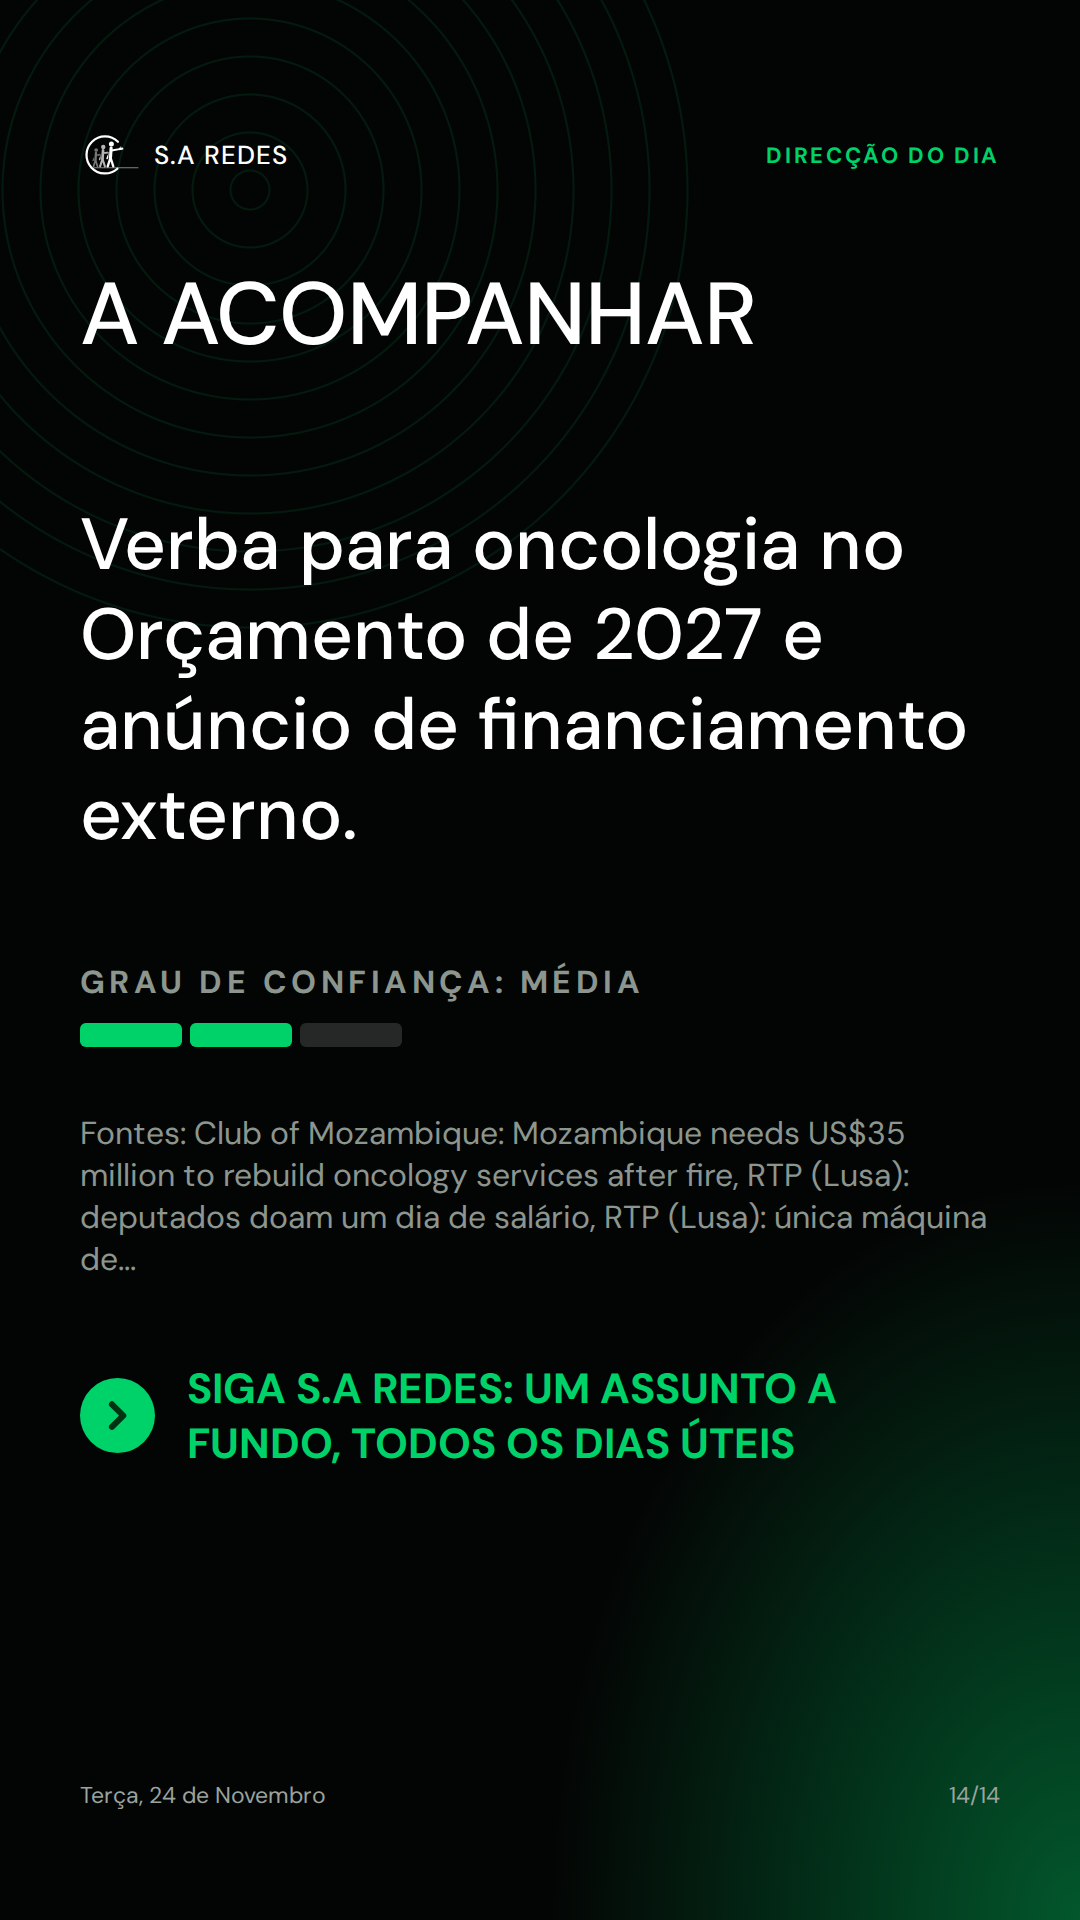 S.A REDES
DIRECÇÃO DO DIA
A ACOMPANHAR
Verba para oncologia no
Orçamento de 2027 e
anúncio de financiamento
externo.
GRAU DE CONFIANÇA: MÉDIA
Fontes: Club of Mozambique: Mozambique needs US$35
million to rebuild oncology services after fire, RTP (Lusa):
deputados doam um dia de salário, RTP (Lusa): única máquina
de...
SIGA S.A REDES: UM ASSUNTO A
FUNDO, TODOS OS DIAS ÚTEIS
Terça, 24 de Novembro
14/14